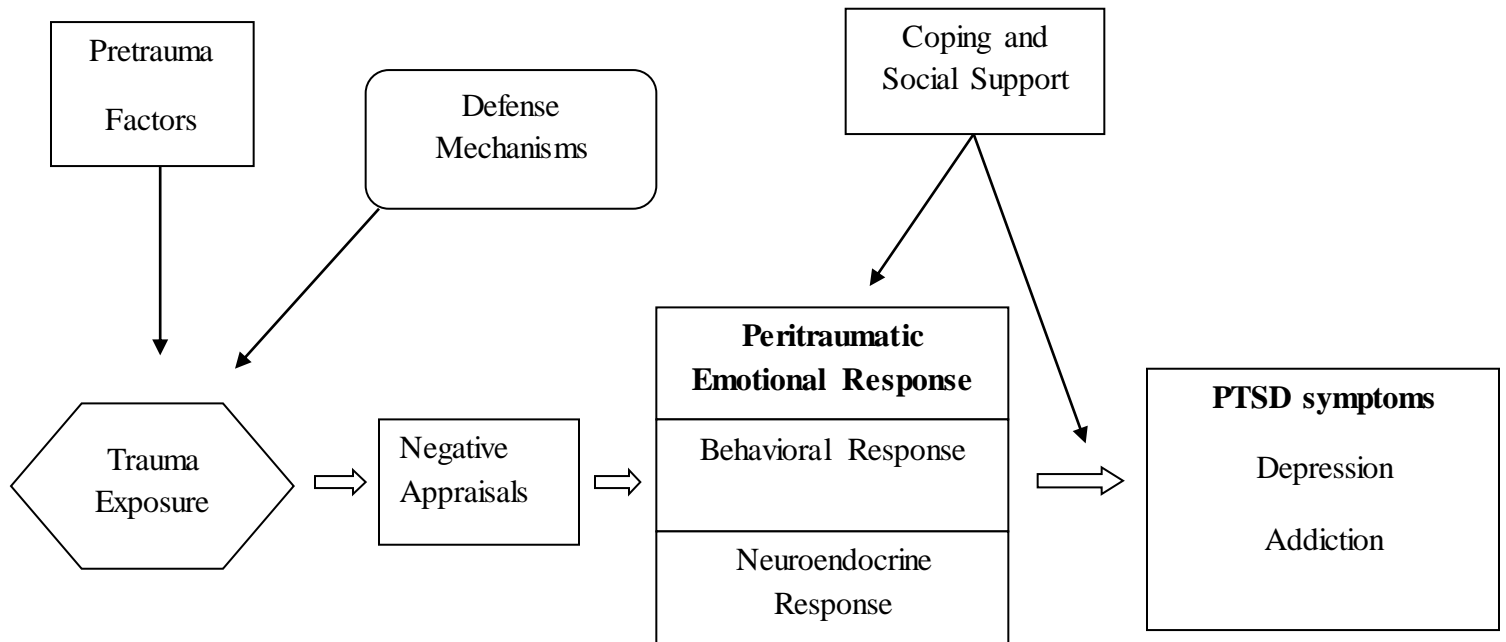 Pretrauma
Factors
Defense
Mechanisms
Coping and
Social Support
Trauma
Exposure
Negative
Appraisals
Peritraumatic
Emotional Response
Behavioral Response
Neuroendocrine
Response
PTSD symptoms
Depression
Addiction